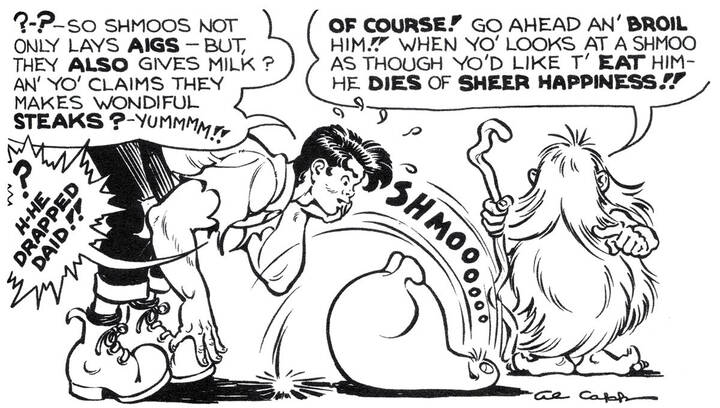 ?-?-SO SHMOOS NOT
ONLY LAYS AIGS - BUT,
THEY ALSO GIVES MILK?
AN' YO' CLAIMS THEY
MAKES WONDIFUL
STEAKS?-YUMMMM!!
OF COURSE! GO AHEAD AN' BROIL
HIM!! WHEN YO' LOOKS AT A SHMOO
AS THOUGH YO'D LIKE T' EAT HIM-
HE DIES OF SHEER HAPPINESS!!
SHMOOOOOOO
?
H-HE
DRAPPED
DAID!!
AL CAPP